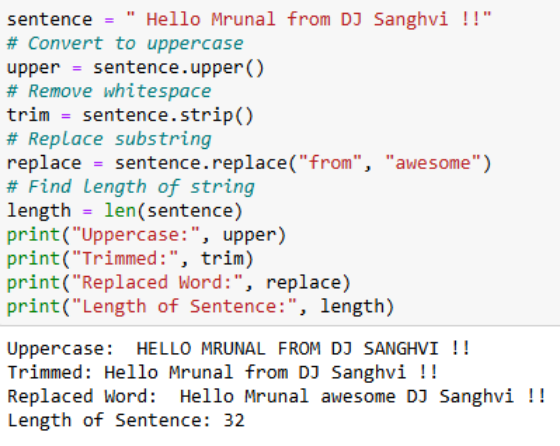 sentence = " Hello Mrunal from DJ Sanghvi !!"
# Convert to uppercase
upper = sentence.upper()
# Remove whitespace
trim = sentence.strip()
# Replace substring
replace = sentence.replace("from", "awesome")
# Find Length of string
length = len(sentence)
print("Uppercase:", upper)
print("Trimmed:", trim)
print("Replaced Word:", replace)
print("Length of Sentence:", length)
Uppercase:  HELLO MRUNAL FROM DJ SANGHVI !!
Trimmed: Hello Mrunal from DJ Sanghvi !!
Replaced Word:  Hello Mrunal awesome DJ Sanghvi !!
Length of Sentence: 32